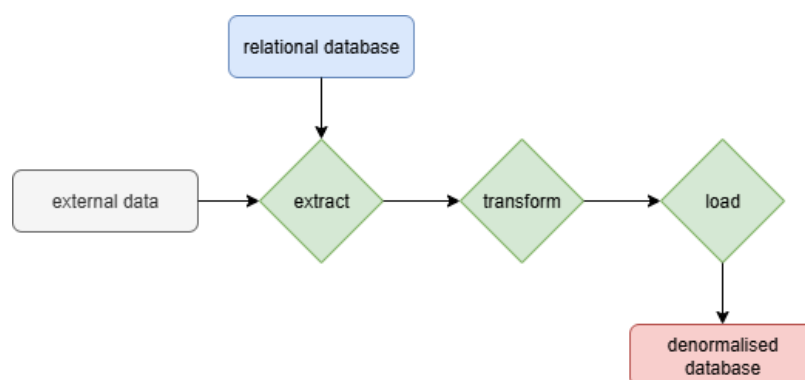 relational database
external data
extract
transform
load
denormalised
database